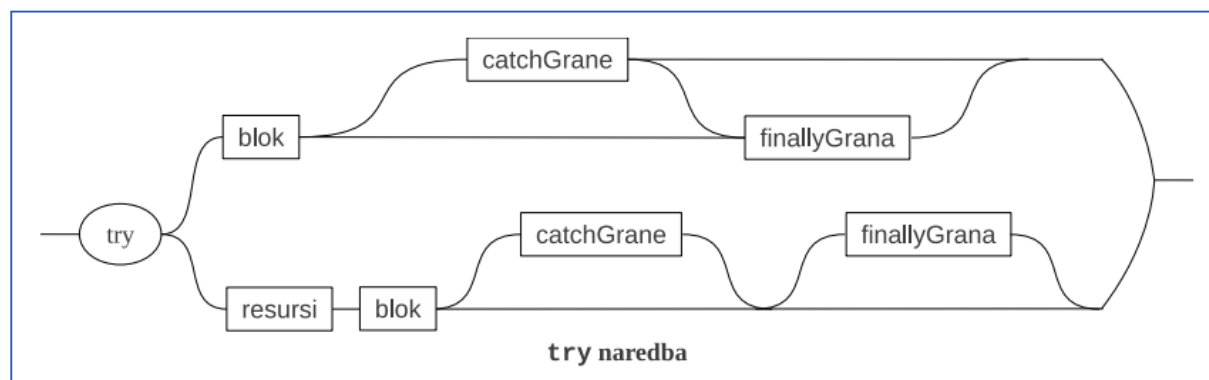 catchGrane
blok
finallyGrana
try
catchGrane
finallyGrana
resursi
blok
try naredba